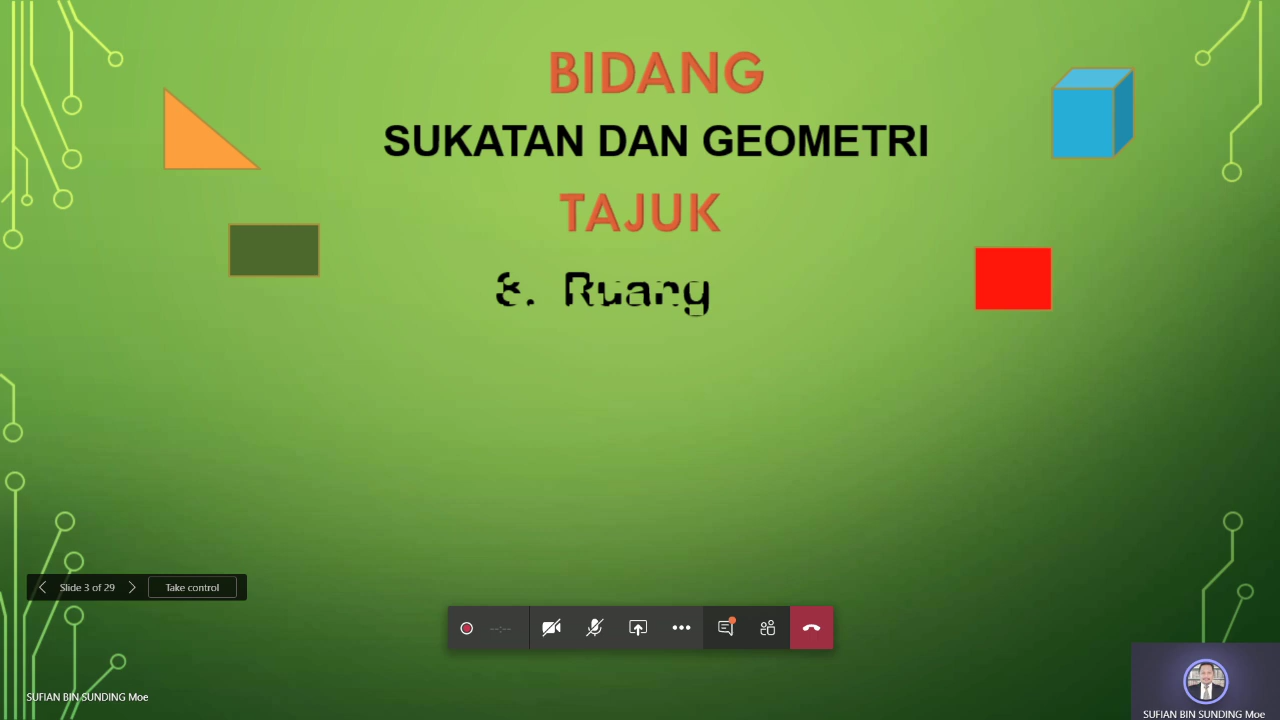 BIDANG
SUKATAN DAN GEOMETRI
TAJUK
8. Ruang
Slide 3 of 29
Take control
--:--
SUFIAN BIN SUNDING Moe
SUFIAN BIN SUNDING Moe